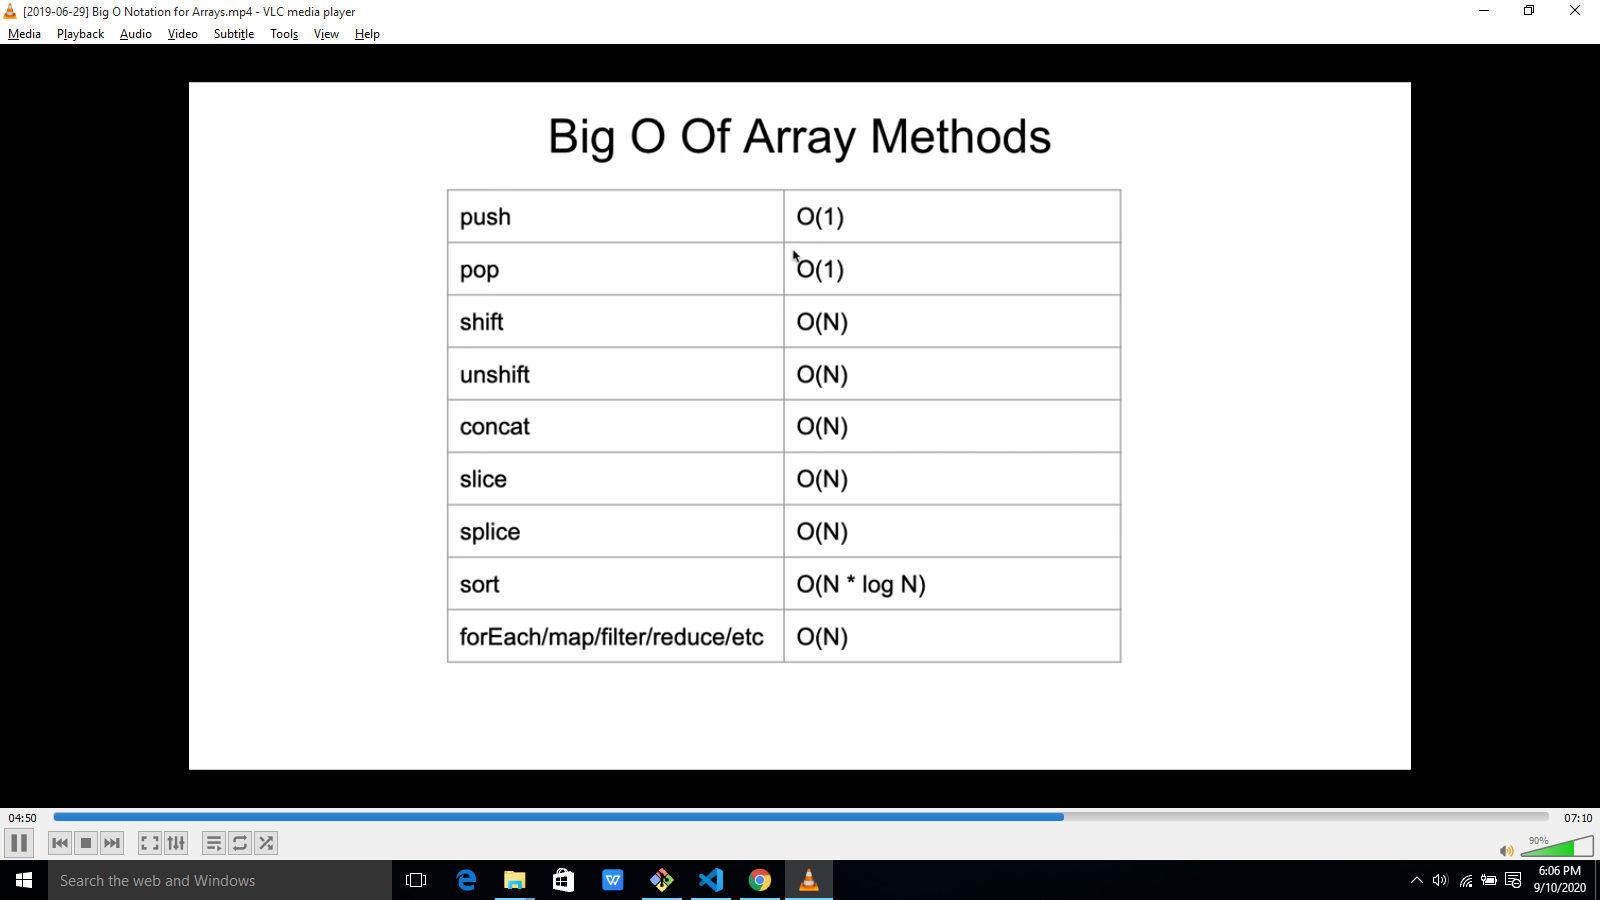 [2019-06-29] Big O Notation for Arrays.mp4 - VLC media player
Media Playback Audio Video Subtitle Tools View Help
Big O Of Array Methods
push O(1)
pop O(1)
shift O(N)
unshift O(N)
concat O(N)
slice O(N)
splice O(N)
sort O(N * log N)
forEach/map/filter/reduce/etc O(N)
04:50 07:10
90%
Search the web and Windows
6:06 PM
9/10/2020